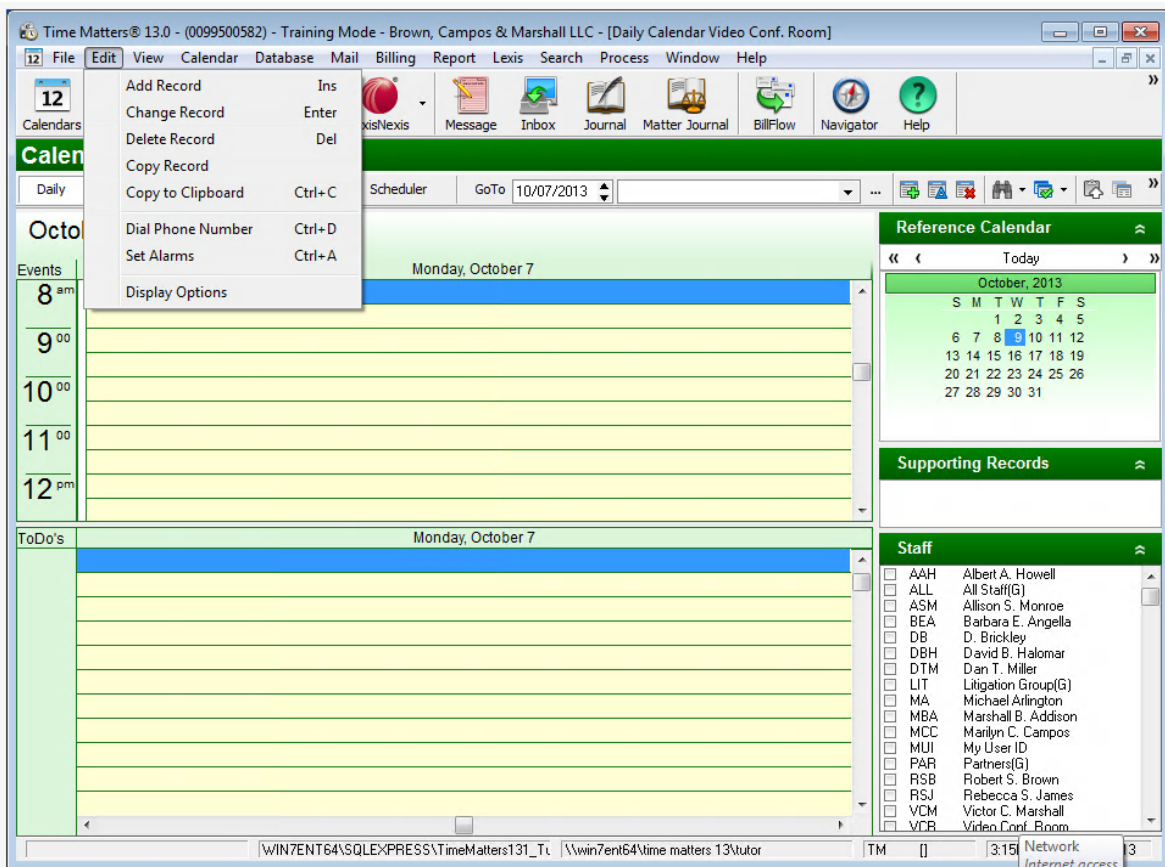 Time Matters® 13.0 - (0099500582) - Training Mode - Brown, Campos & Marshall LLC - [Daily Calendar Video Conf. Room]
12 File Edit View Calendar Database Mail Billing Report Lexis Search Process Window Help
12
Calendars xisNexis Message Inbox Journal Matter Journal BillFlow Navigator Help
Add Record Ins
Change Record Enter
Delete Record Del
Copy Record
Copy to Clipboard Ctrl+C
Dial Phone Number Ctrl+D
Set Alarms Ctrl+A
Display Options
Calen
Daily Scheduler GoTo 10/07/2013 ...
Octo
Events Monday, October 7
8 am
9 00
10 00
11 00
12 pm
ToDo's Monday, October 7
Reference Calendar
Today
October, 2013
S M T W T F S
1 2 3 4 5
6 7 8 9 10 11 12
13 14 15 16 17 18 19
20 21 22 23 24 25 26
27 28 29 30 31
Supporting Records
Staff
AAH Albert A. Howell
ALL All Staff(G)
ASM Allison S. Monroe
BEA Barbara E. Angella
DB D. Brickley
DBH David B. Halomar
DTM Dan T. Miller
LIT Litigation Group(G)
MA Michael Arlington
MBA Marshall B. Addison
MCC Marilyn C. Campos
MUI My User ID
PAR Partners(G)
RSB Robert S. Brown
RSJ Rebecca S. James
VCM Victor C. Marshall
VCR Video Conf. Room
WIN7ENT64\SQLEXPRESS\TimeMatters131_Tu \\win7ent64\time matters 13\tutor TM [] 3:15 13
Network
Internet access